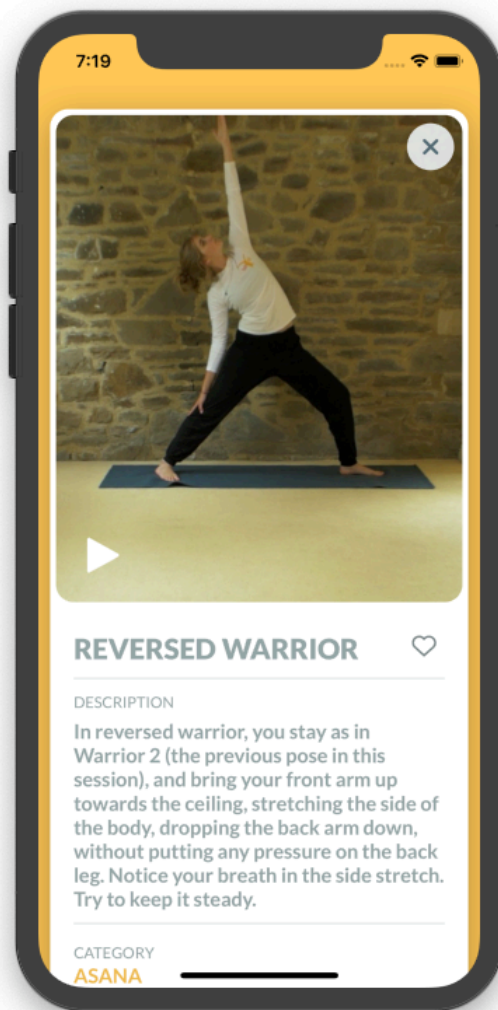 7:19
REVERSED WARRIOR
DESCRIPTION
In reversed warrior, you stay as in
Warrior 2 (the previous pose in this
session), and bring your front arm up
towards the ceiling, stretching the side of
the body, dropping the back arm down,
without putting any pressure on the back
leg. Notice your breath in the side stretch.
Try to keep it steady.
CATEGORY
ASANA